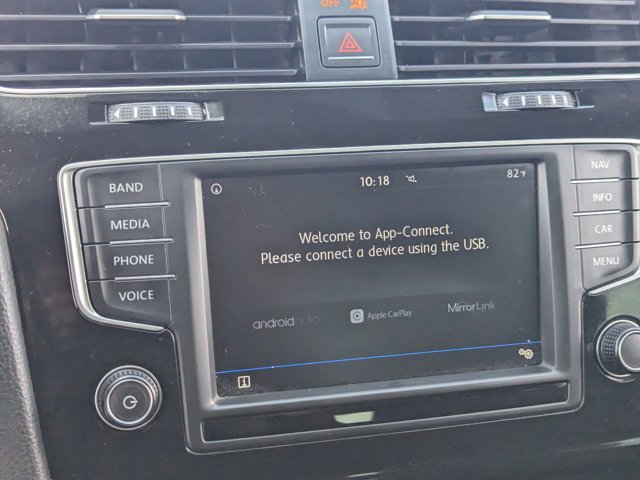 OFF
10:18
82°F
BAND
MEDIA
PHONE
VOICE
Welcome to App-Connect.
Please connect a device using the USB.
androidauto
Apple CarPlay
MirrorLink
NAV
INFO
CAR
MENU